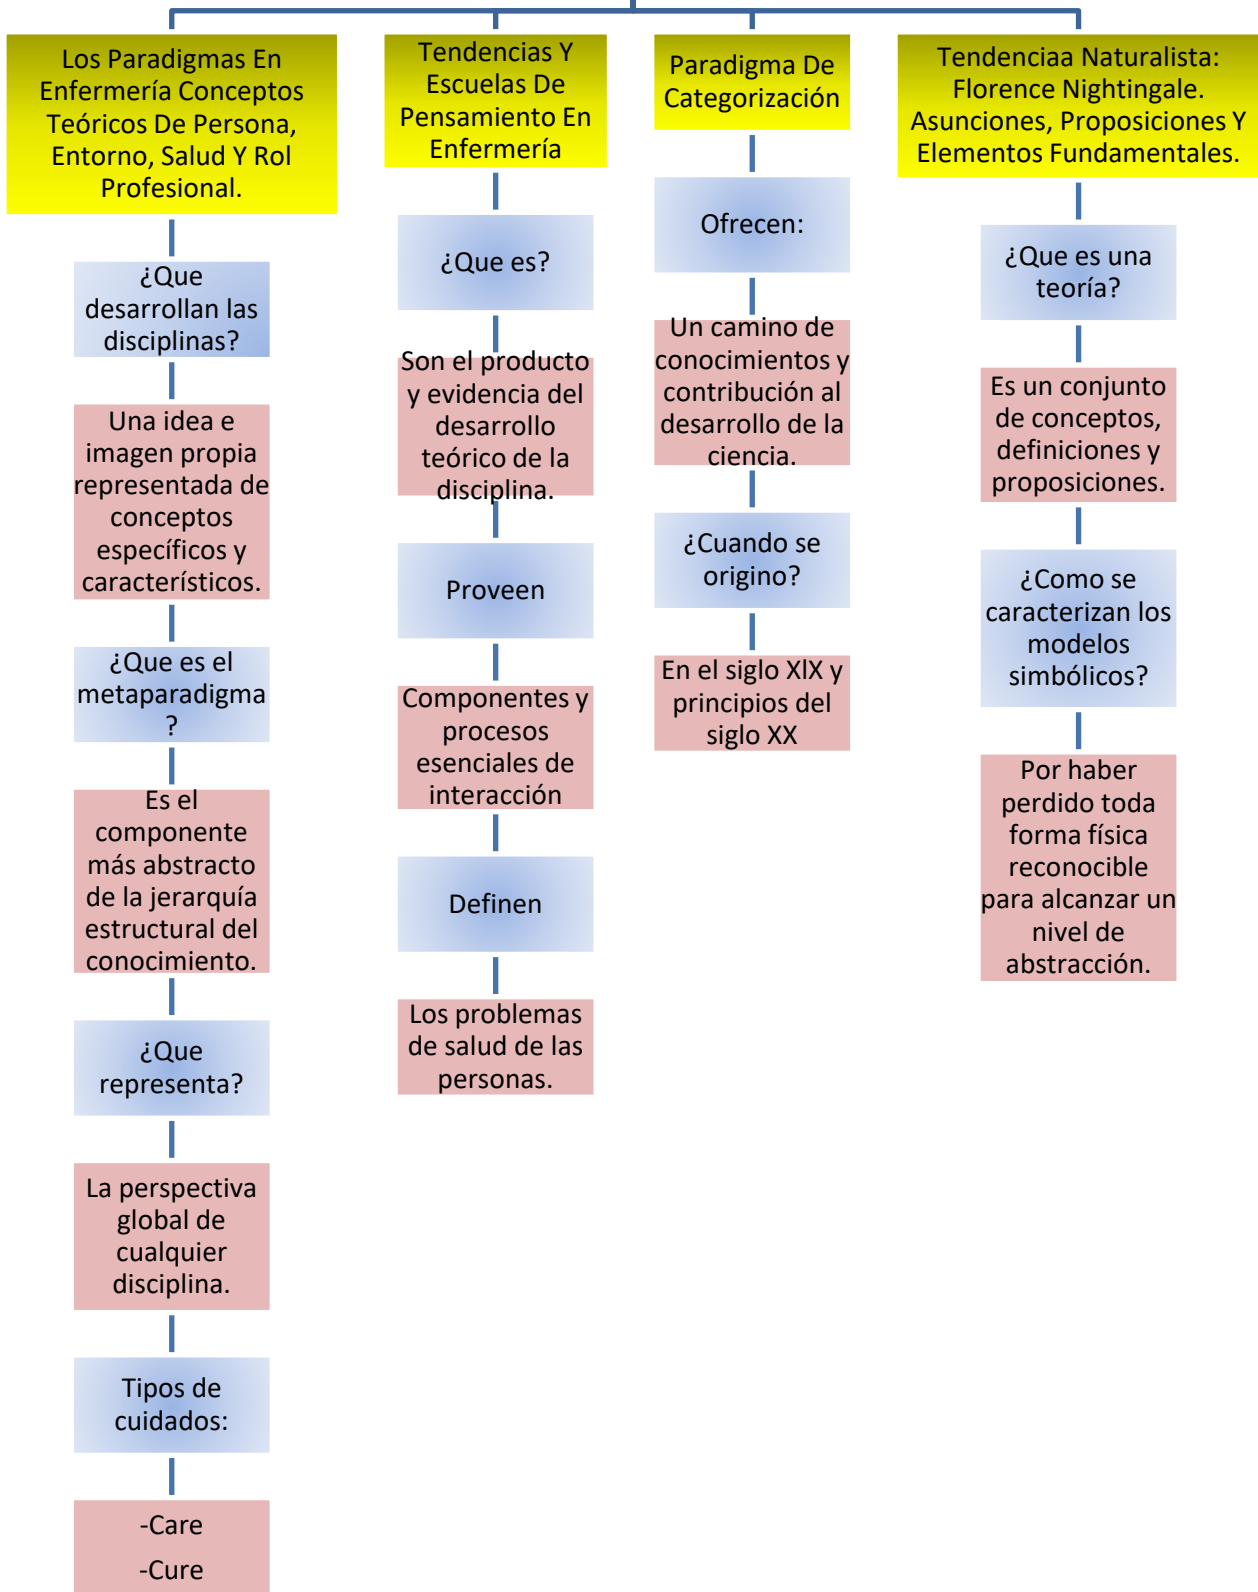 Los Paradigmas En
Enfermería Conceptos
Teóricos De Persona,
Entorno, Salud Y Rol
Profesional.
¿Que
desarrollan las
disciplinas?
Una idea e
imagen propia
representada de
conceptos
específicos y
característicos.
¿Que es el
metaparadigma
?
Es el
componente
más abstracto
de la jerarquía
estructural del
conocimiento.
¿Que
representa?
La perspectiva
global de
cualquier
disciplina.
Tipos de
cuidados:
-Care
-Cure
Tendencias Y
Escuelas De
Pensamiento En
Enfermería
¿Que es?
Son el producto
y evidencia del
desarrollo
teórico de la
disciplina.
Proveen
Componentes y
procesos
esenciales de
interacción
Definen
Los problemas
de salud de las
personas.
Paradigma De
Categorización
Ofrecen:
Un camino de
conocimientos y
contribución al
desarrollo de la
ciencia.
¿Cuando se
origino?
En el siglo XlX y
principios del
siglo XX
Tendenciaa Naturalista:
Florence Nightingale.
Asunciones, Proposiciones Y
Elementos Fundamentales.
¿Que es una
teoría?
Es un conjunto
de conceptos,
definiciones y
proposiciones.
¿Como se
caracterizan los
modelos
simbólicos?
Por haber
perdido toda
forma física
reconocible
para alcanzar un
nivel de
abstracción.